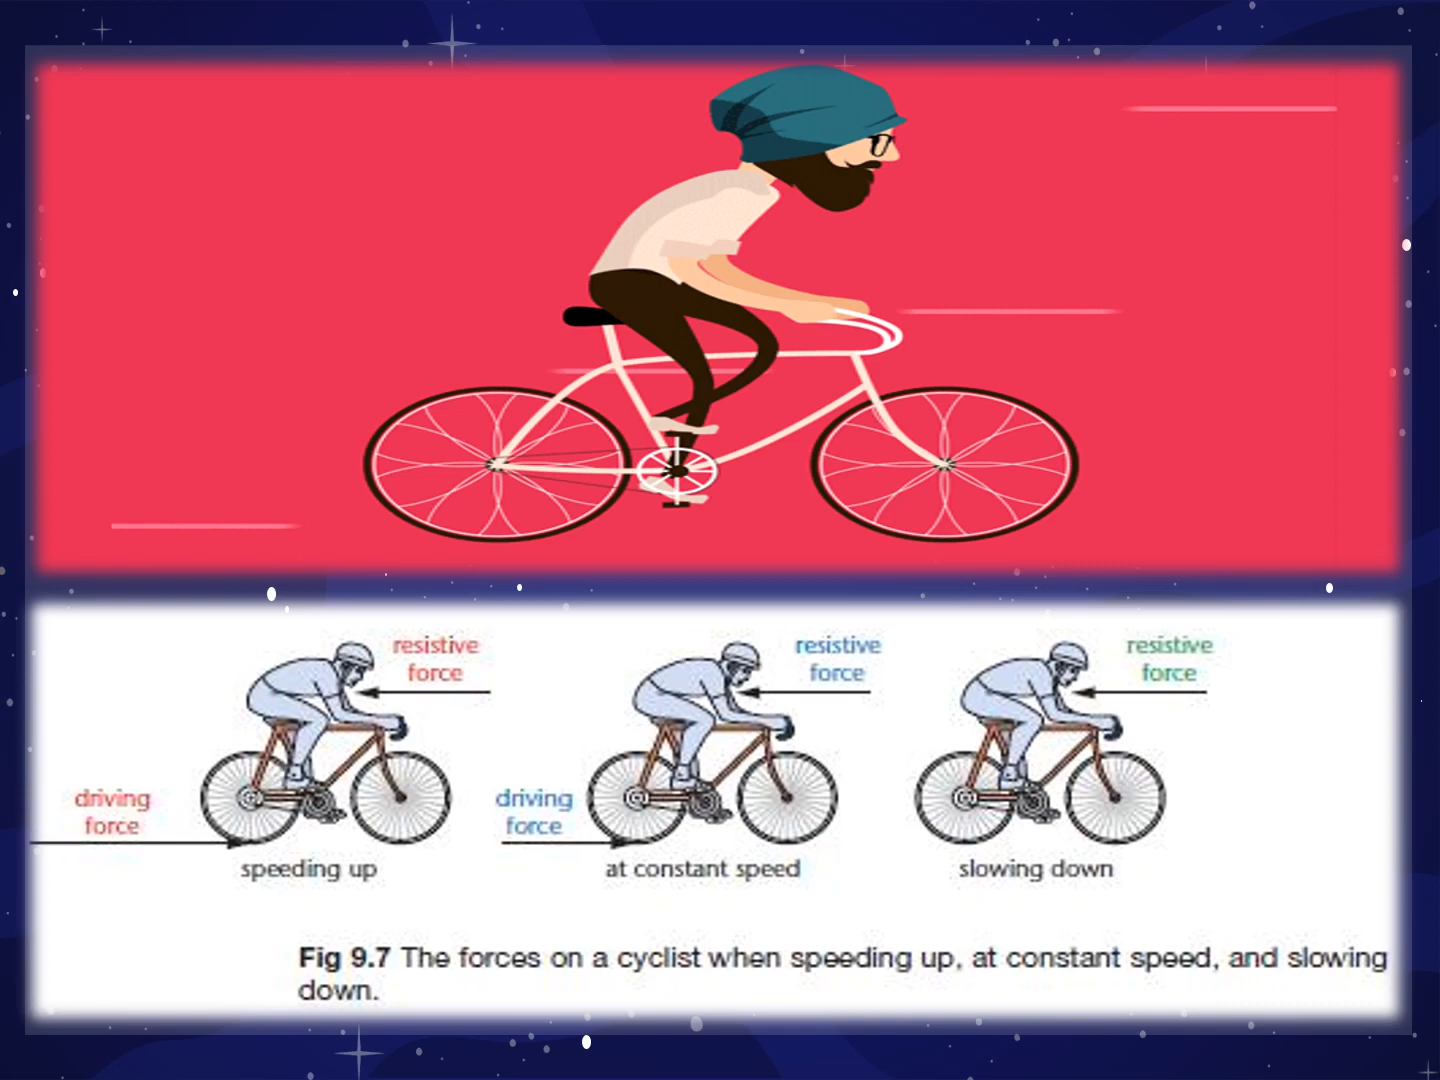 resistive
force
resistive
force
resistive
force
driving
force
driving
force
speeding up
at constant speed
slowing down
Fig 9.7 The forces on a cyclist when speeding up, at constant speed, and slowing
down.